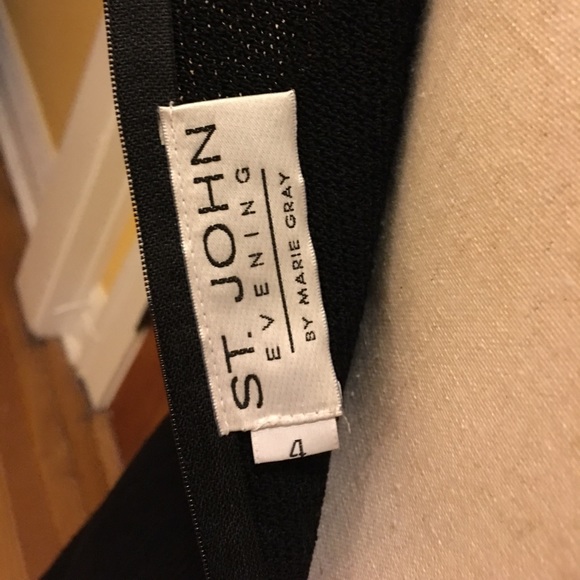 ST. JOHN
EVENING
BY MARIE GRAY
4